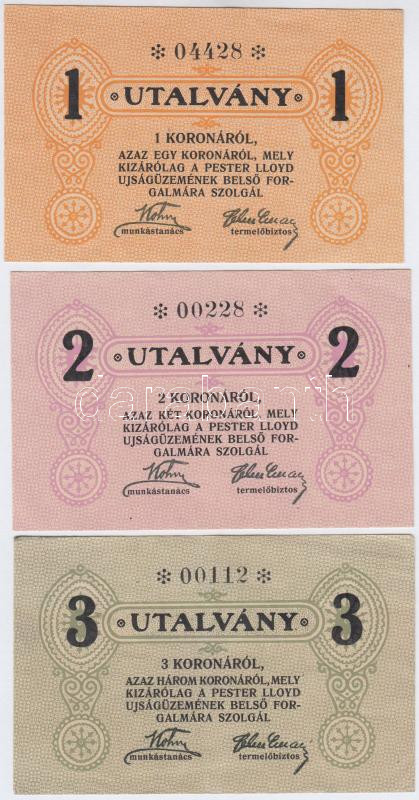 ✻ 04428 ✻
1 UTALVÁNY 1
1 KORONÁRÓL,
AZAZ EGY KORONÁRÓL, MELY
KIZÁRÓLAG A PESTER LLOYD
UJSÁGÜZEMÉNEK BELSŐ FOR-
GALMÁRA SZOLGÁL
munkástanács termelőbiztos
✻ 00228 ✻
2 UTALVÁNY 2
2 KORONÁRÓL,
AZAZ KÉT KORONÁRÓL MELY
KIZÁRÓLAG A PESTER LLOYD
UJSÁGÜZEMÉNEK BELSŐ FOR-
GALMÁRA SZOLGÁL
munkástanács termelőbiztos
✻ 00112 ✻
3 UTALVÁNY 3
3 KORONÁRÓL,
AZAZ HÁROM KORONÁRÓL, MELY
KIZÁRÓLAG A PESTER LLOYD
UJSÁGÜZEMÉNEK BELSŐ FOR-
GALMÁRA SZOLGÁL
munkástanács termelőbiztos